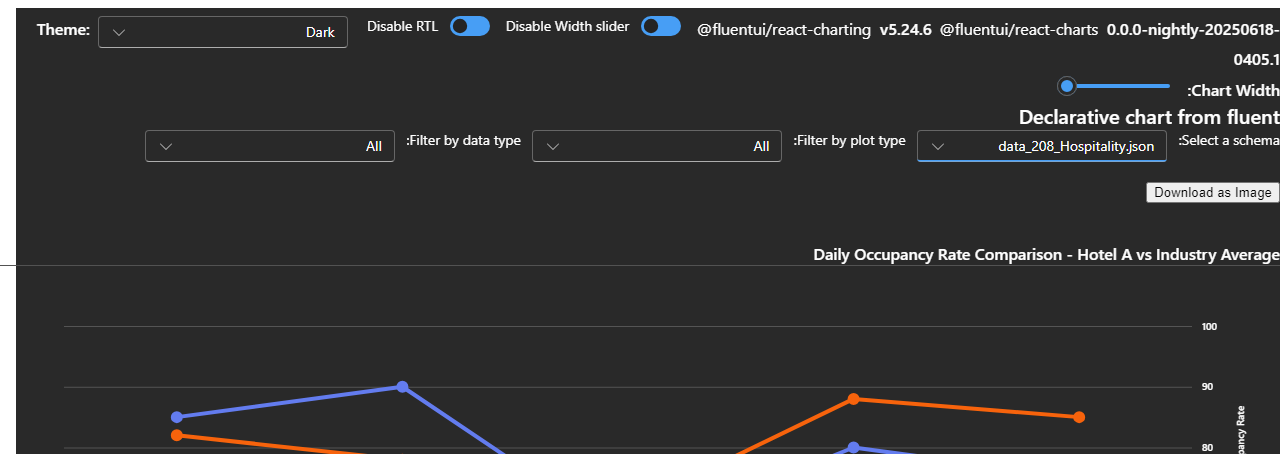 Theme: Dark Disable RTL Disable Width slider @fluentui/react-charting v5.24.6 @fluentui/react-charts 0.0.0-nightly-20250618-
0405.1
:Chart Width
Declarative chart from fluent
:Select a schema data_208_Hospitality.json :Filter by plot type All :Filter by data type All
Download as Image
Daily Occupancy Rate Comparison - Hotel A vs Industry Average
100
90
80